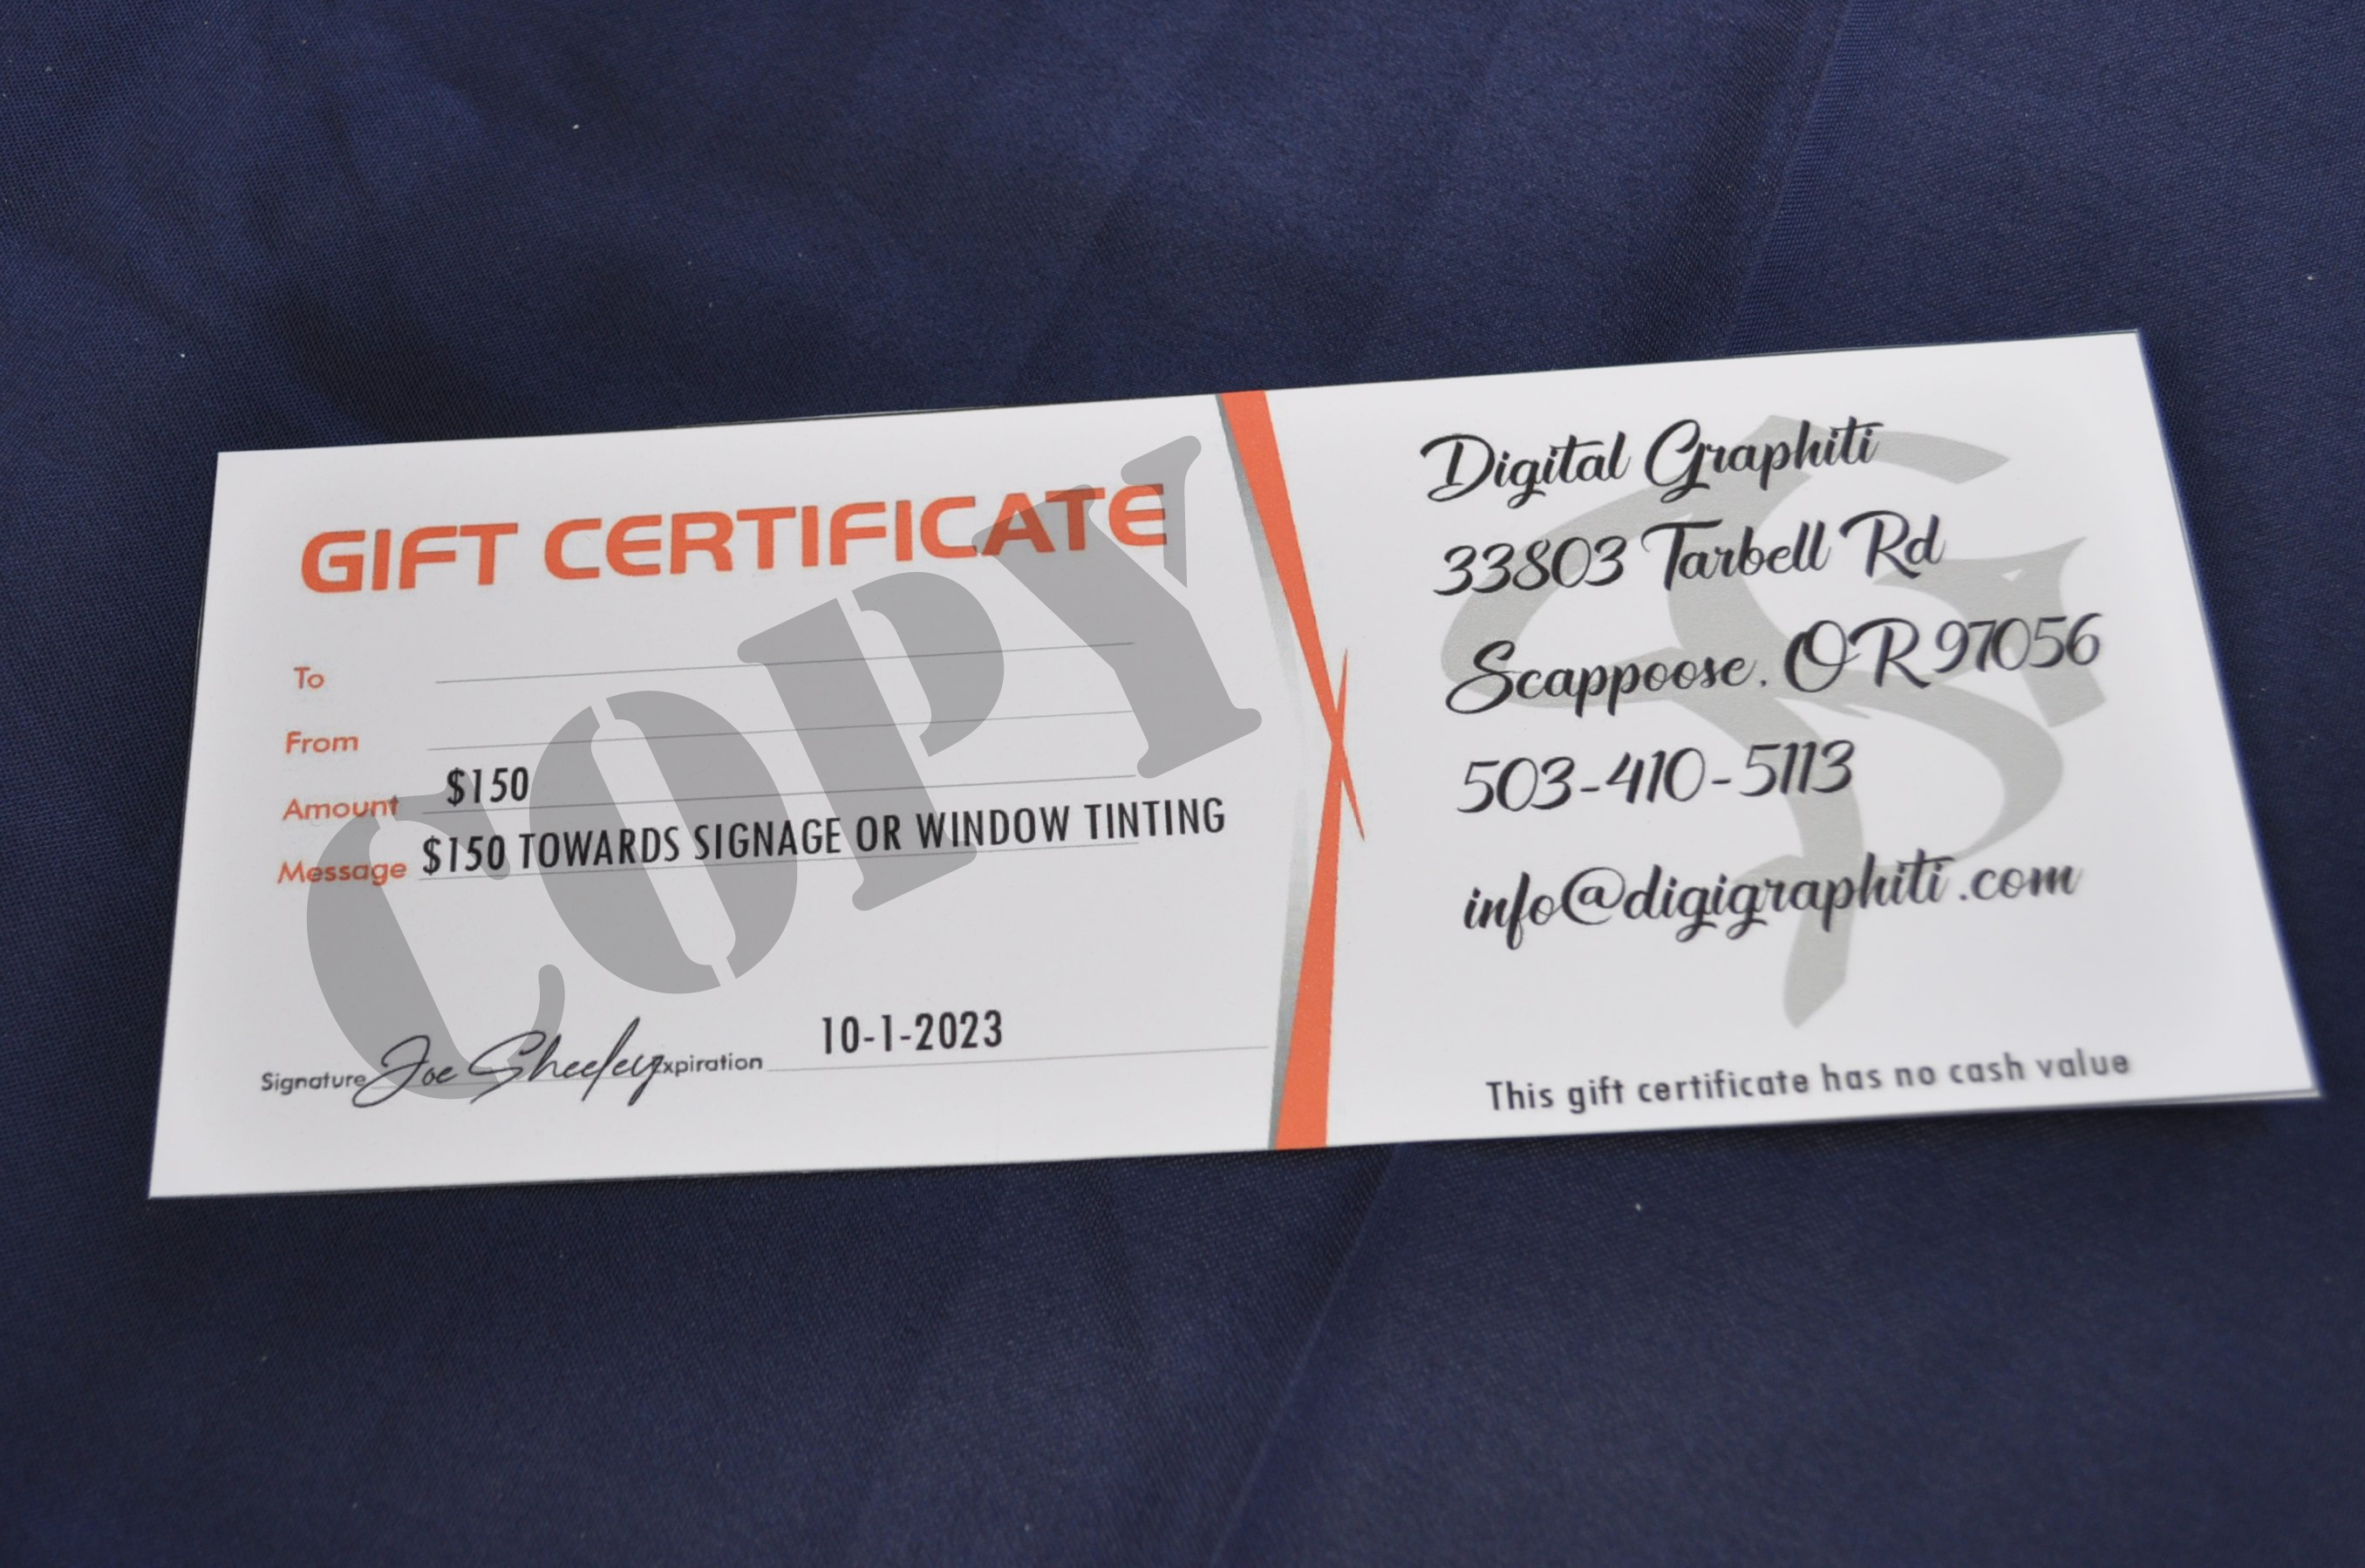 GIFT CERTIFICATE
To
From
Amount $150
Message $150 TOWARDS SIGNAGE OR WINDOW TINTING
Signature Joe Sheeley Expiration 10-1-2023
COPY
Digital Graphiti
33803 Tarbell Rd
Scappoose, OR 97056
503-410-5113
info@digigraphiti.com
This gift certificate has no cash value